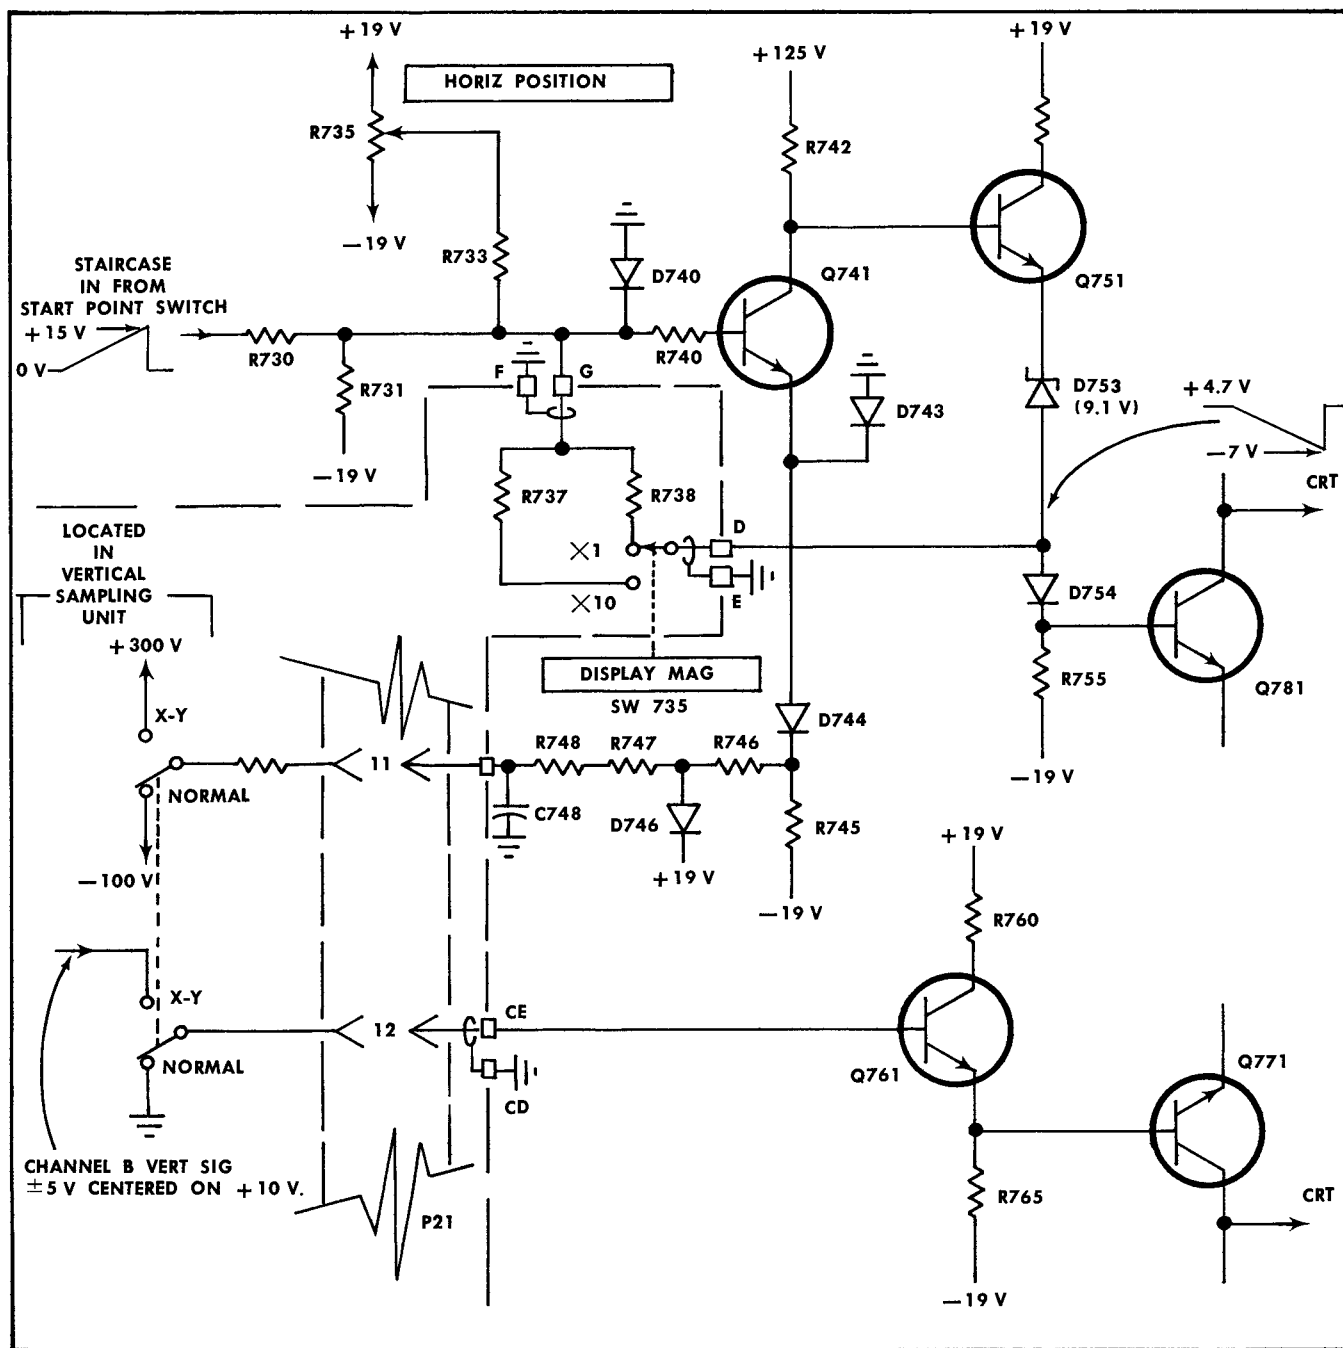 +19 V
HORIZ POSITION
+125 V
+19 V
R735
R742
−19 V
R733
D740
Q741
Q751
STAIRCASE
IN FROM
START POINT SWITCH
+15 V
0 V
R730
R740
R731
F
G
D743
D753
(9.1 V)
+4.7 V
−7 V
−19 V
R737
R738
CRT
LOCATED
IN
VERTICAL
SAMPLING
UNIT
D
×1
×10
E
D754
+300 V
DISPLAY MAG
SW 735
R755
Q781
X-Y
D744
11
R748
R747
R746
NORMAL
−19 V
C748
D746
R745
−100 V
+19 V
−19 V
+19 V
R760
X-Y
12
CE
NORMAL
CD
Q761
Q771
CHANNEL B VERT SIG
±5 V CENTERED ON +10 V.
P21
R765
CRT
−19 V